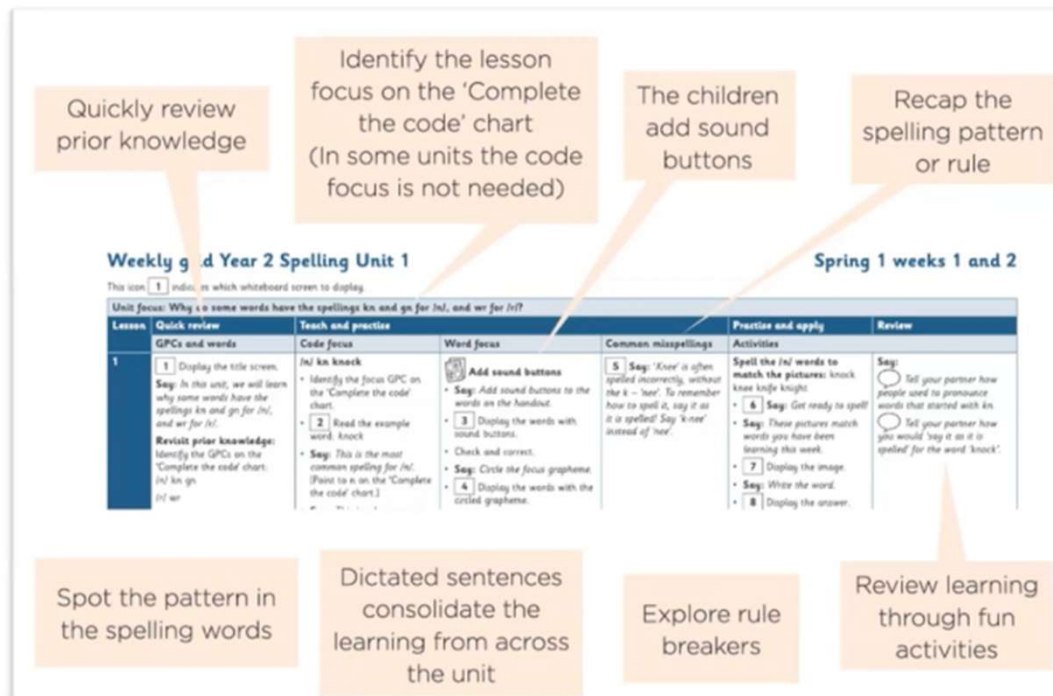 Quickly review
prior knowledge
Identify the lesson
focus on the ‘Complete
the code’ chart
(In some units the code
focus is not needed)
The children
add sound
buttons
Recap the
spelling pattern
or rule
Weekly g d Year 2 Spelling Unit 1
Spring 1 weeks 1 and 2
This icon 1 indicates which whiteboard screen to display.
Unit focus: Why do some words have the spellings kn and gn for /n/, and wr for /r/?
Lesson
Quick review
Teach and practise
Practise and apply
Review
GPCs and words
Code focus
Word focus
Common misspellings
Activities
1
1 Display the title screen.
Say: In this unit, we will learn
why some words have the
spellings kn and gn for /n/,
and wr for /r/.
Revisit prior knowledge:
Identify the GPCs on the
‘Complete the code’ chart:
/n/ kn gn
/r/ wr
/n/ kn knock
• Identify the focus GPC on
the ‘Complete the code’
chart.
• 2 Read the example
word: knock
• Say: This is the most
common spelling for /n/.
(Point to n on the ‘Complete
the code’ chart.)
Add sound buttons
• Say: Add sound buttons to the
words on the handout.
• 3 Display the words with
sound buttons.
• Check and correct.
• Say: Circle the focus grapheme.
• 4 Display the words with the
circled grapheme.
5 Say: ‘Knee’ is often
spelled incorrectly, without
the k – ‘nee’. To remember
how to spell it, say it as
it is spelled! Say ‘k-nee’
instead of ‘nee’.
Spell the /n/ words to
match the pictures: knock
knee knife knight
• 6 Say: Get ready to spell!
• Say: These pictures match
words you have been
learning this week.
• 7 Display the image.
• Say: Write the word.
• 8 Display the answer.
Say:
Tell your partner how
people used to pronounce
words that started with kn.
Tell your partner how
you would ‘say it as it is
spelled’ for the word ‘knock’.
Spot the pattern in
the spelling words
Dictated sentences
consolidate the
learning from across
the unit
Explore rule
breakers
Review learning
through fun
activities